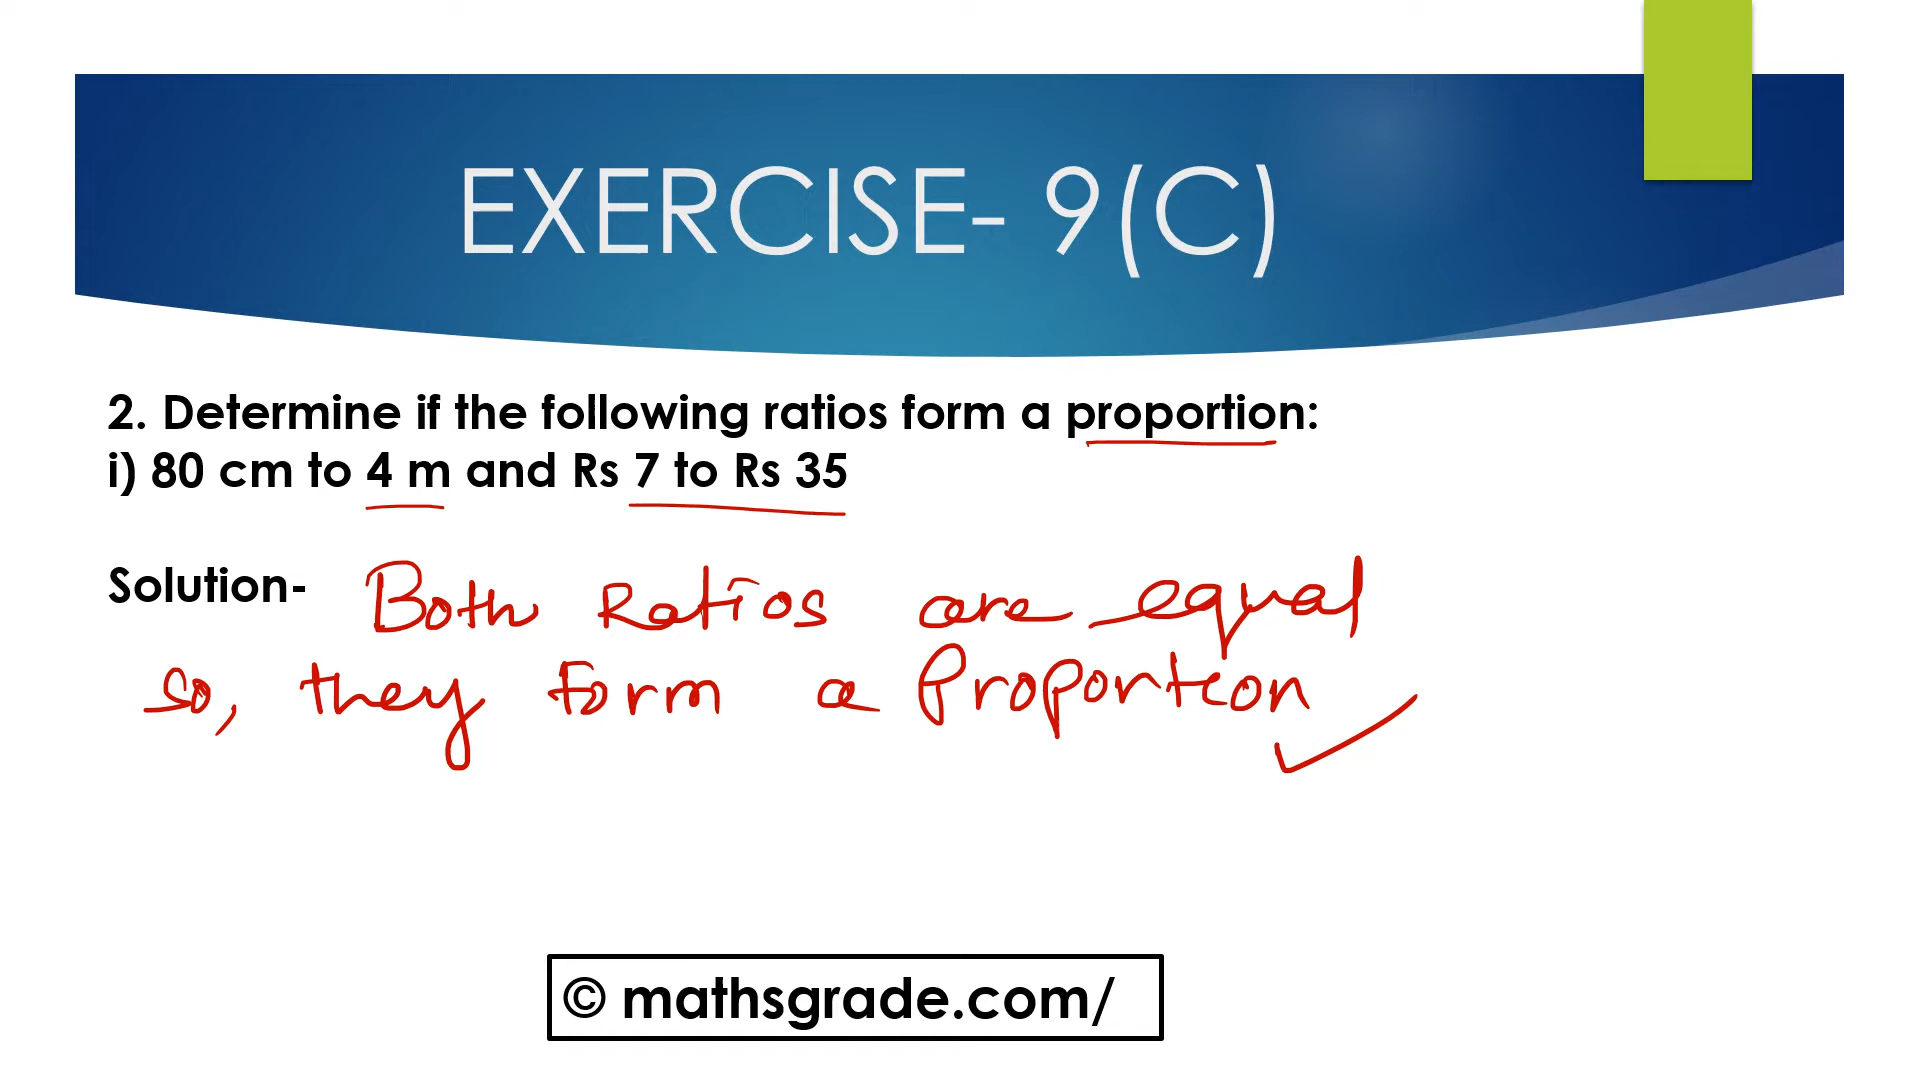 EXERCISE- 9(C)
2. Determine if the following ratios form a proportion:
i) 80 cm to 4 m and Rs 7 to Rs 35
Solution- Both Ratios are equal
so, they form a Proportion
© mathsgrade.com/